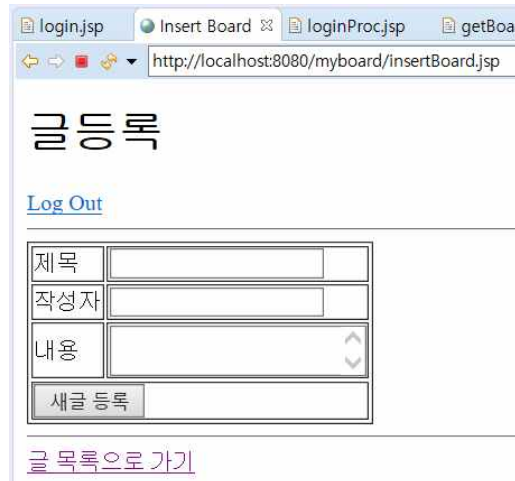 login.jsp Insert Board loginProc.jsp getBoa
http://localhost:8080/myboard/insertBoard.jsp
글등록
Log Out
제목
작성자
내용
새글 등록
글 목록으로 가기